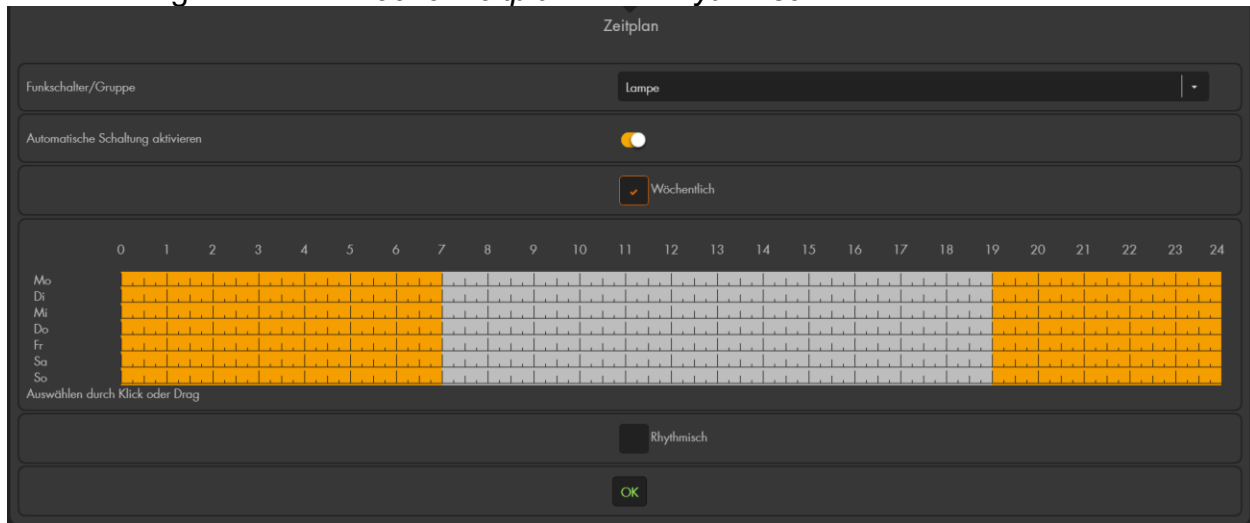 Zeitplan
Funkschalter/Gruppe Lampe
Automatische Schaltung aktivieren
Wöchentlich
0 1 2 3 4 5 6 7 8 9 10 11 12 13 14 15 16 17 18 19 20 21 22 23 24
Mo
Di
Mi
Do
Fr
Sa
So
Auswählen durch Klick oder Drag
Rhythmisch
OK